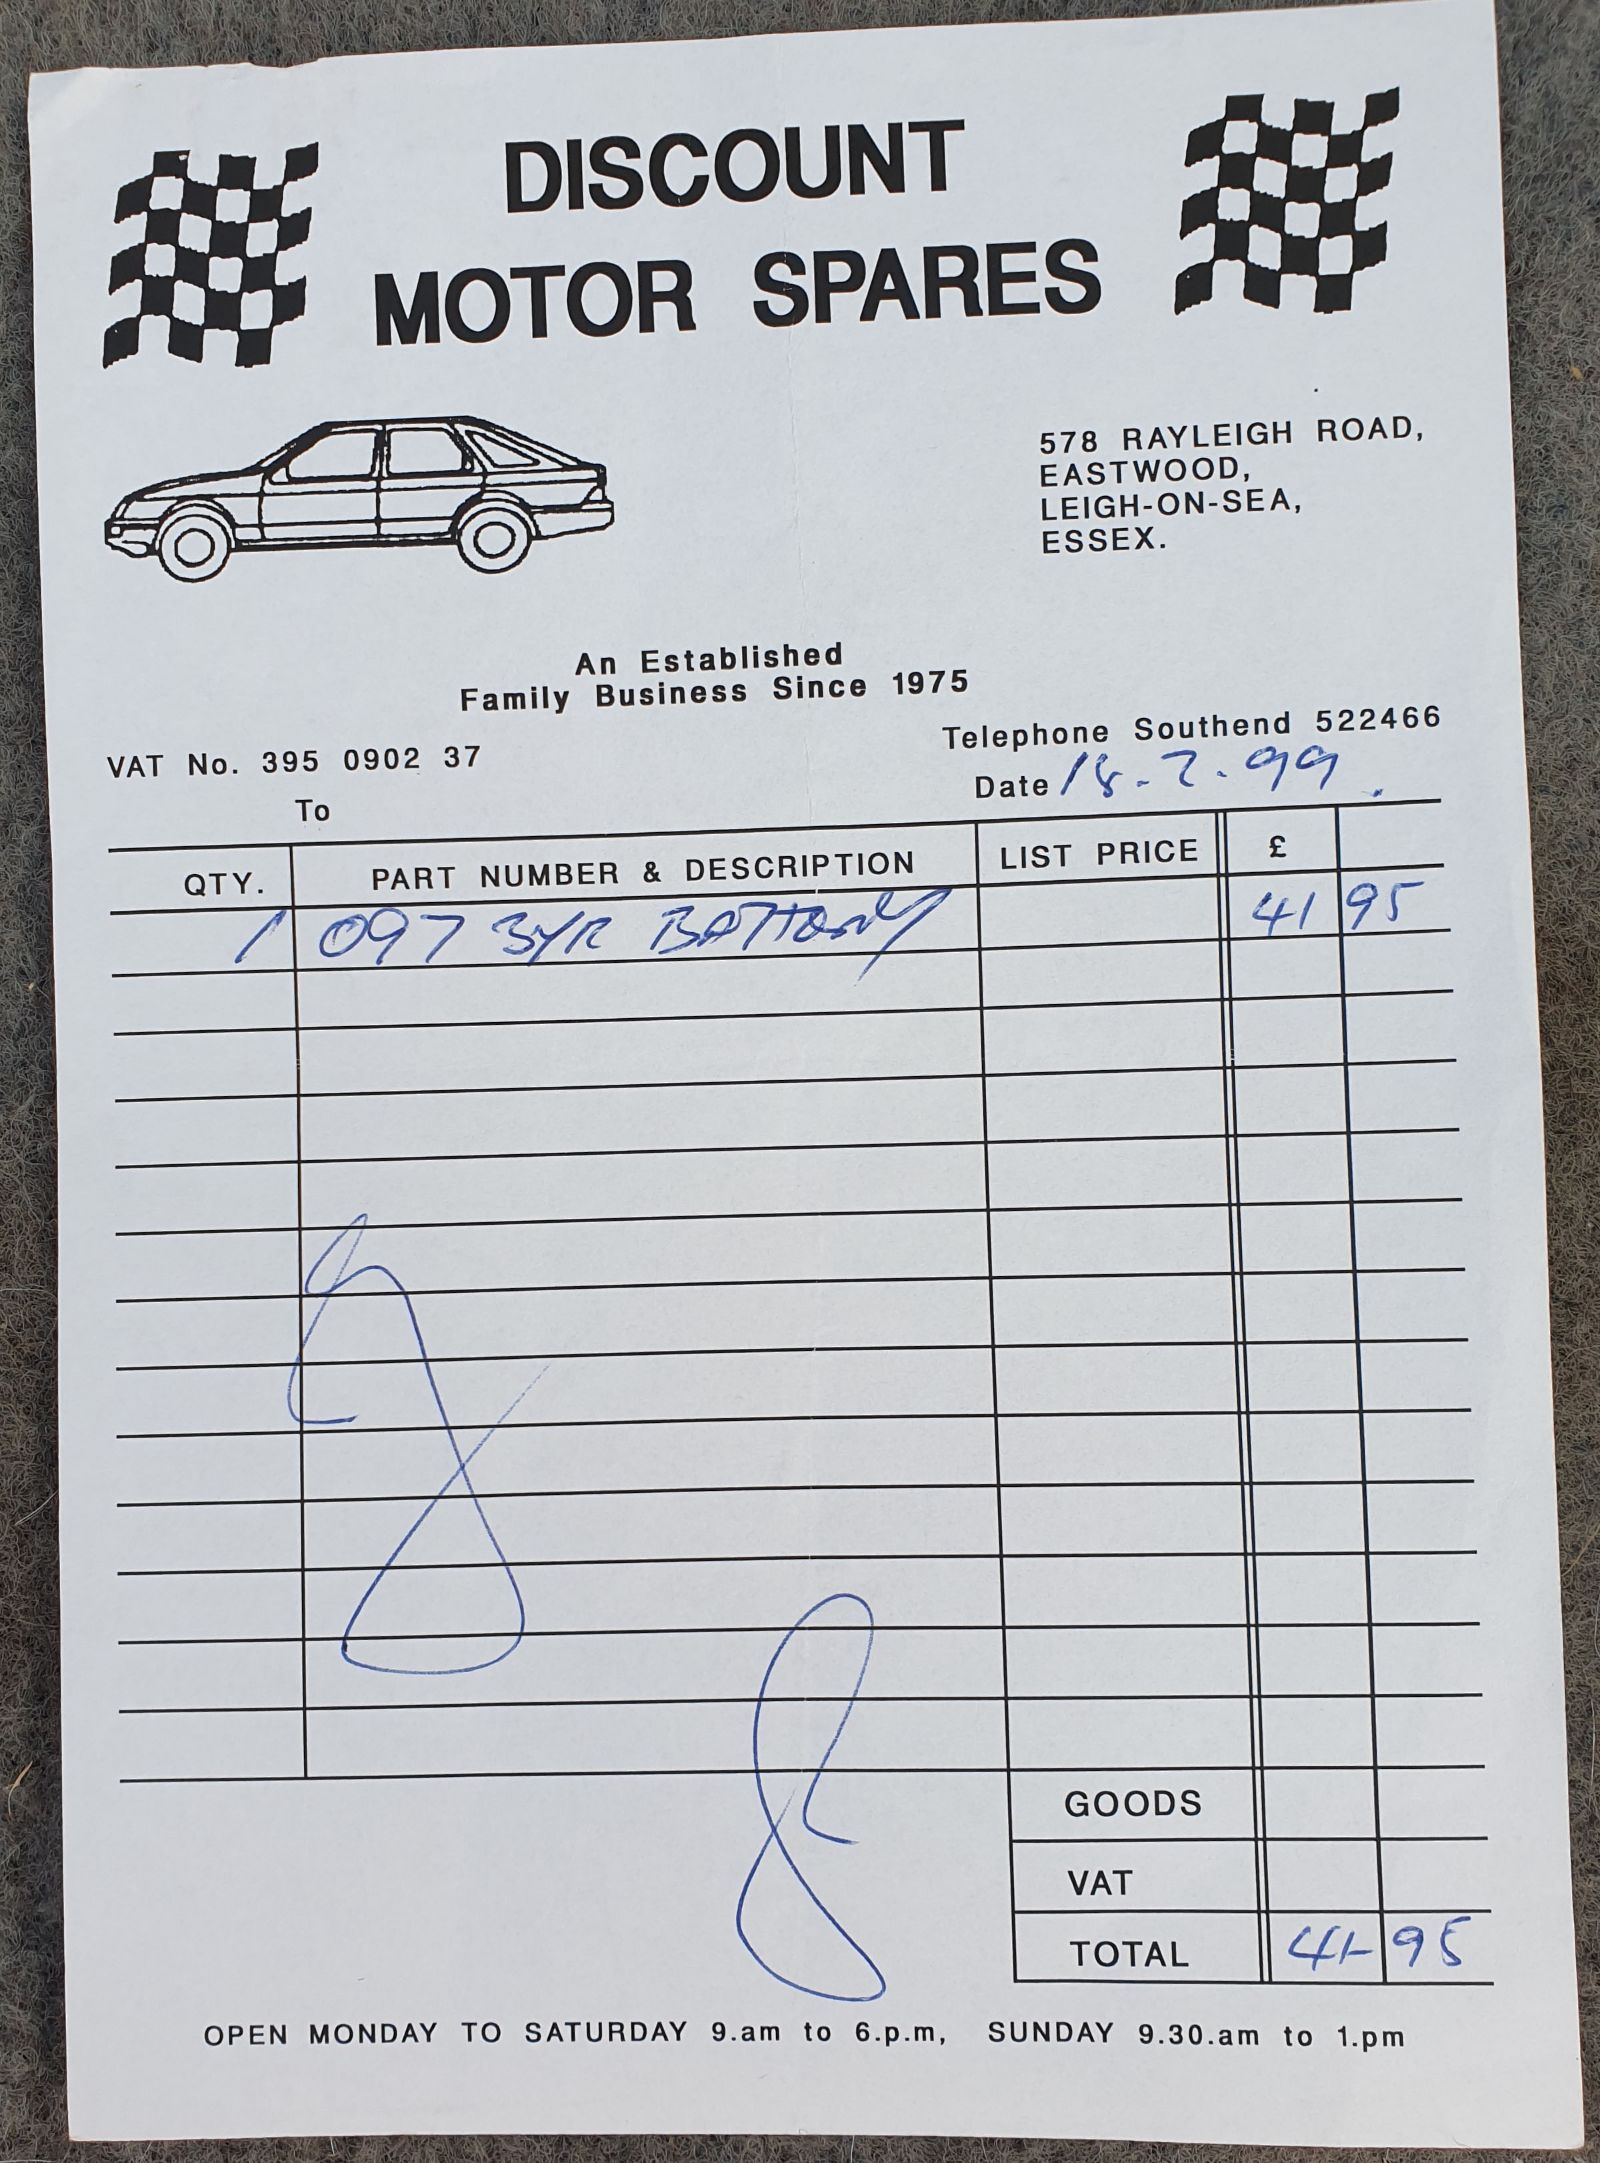 DISCOUNT
MOTOR SPARES
578 RAYLEIGH ROAD,
EASTWOOD,
LEIGH-ON-SEA,
ESSEX.
An Established
Family Business Since 1975
Telephone Southend 522466
VAT No. 395 0902 37
Date 18-2-99.
To
QTY. PART NUMBER & DESCRIPTION LIST PRICE £
1 097 3YR BATTERY 41 95
GOODS
VAT
TOTAL 41-95
OPEN MONDAY TO SATURDAY 9.am to 6.p.m, SUNDAY 9.30.am to 1.pm